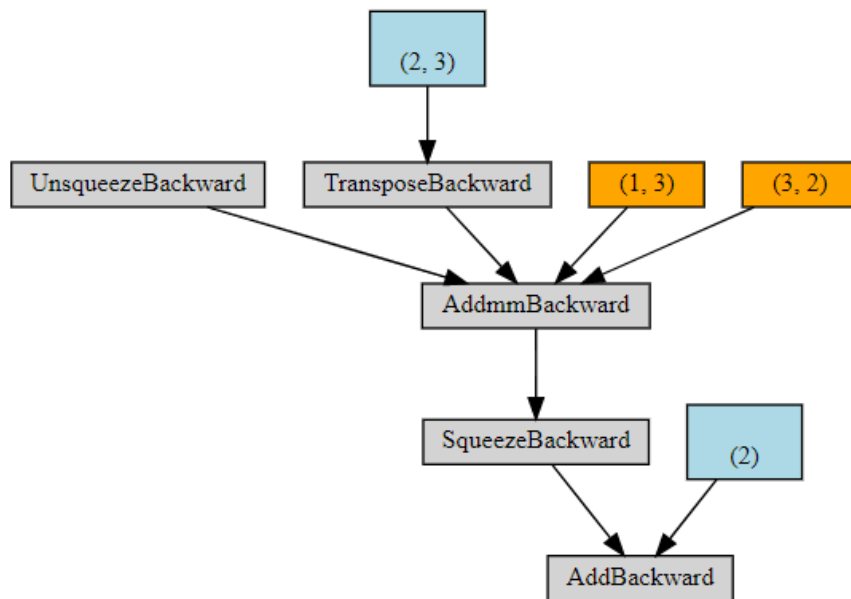 (2, 3)
UnsqueezeBackward
TransposeBackward
(1, 3)
(3, 2)
AddmmBackward
SqueezeBackward
(2)
AddBackward